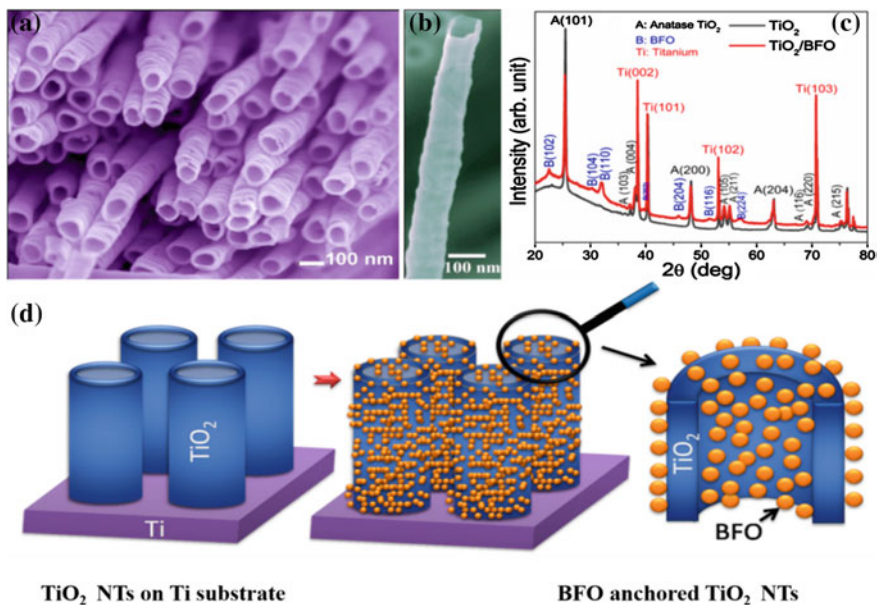 (a)
100 nm
(b)
100 nm
(c)
A: Anatase TiO₂
B: BFO
Ti: Titanium
TiO₂
TiO₂/BFO
Intensity (arb. unit)
B(102)
A(101)
B(104)
B(110)
A (103)
A (004)
Ti(002)
Ti(101)
B(204)
A(200)
B(116)
Ti(102)
A (105)
A (211)
B(224)
A(204)
A (116)
A (220)
Ti(103)
A (215)
20 30 40 50 60 70 80
2θ (deg)
(d)
TiO₂
Ti
TiO₂
BFO
TiO₂ NTs on Ti substrate
BFO anchored TiO₂ NTs